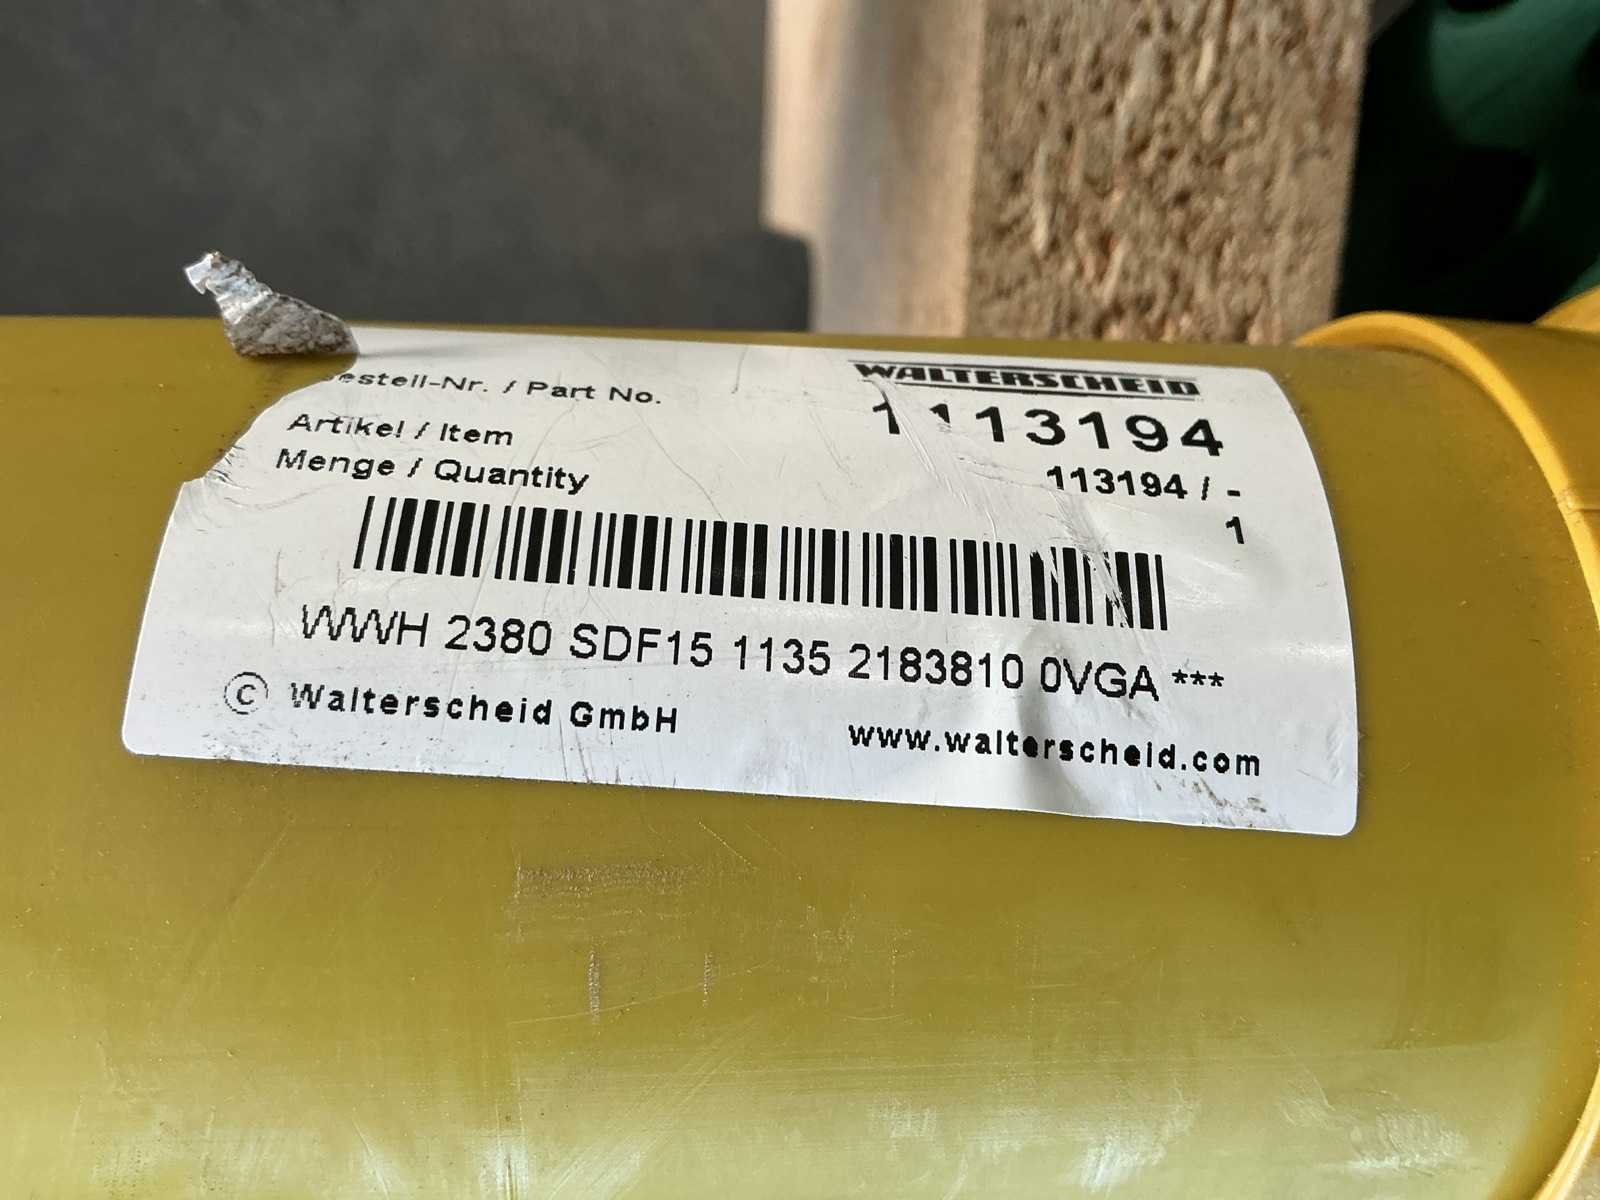 Bestell-Nr. / Part No.
WALTERSCHEID
1113194
Artikel / Item
113194 / -
Menge / Quantity
1
WWH 2380 SDF15 1135 2183810 0VGA ***
© Walterscheid GmbH
www.walterscheid.com